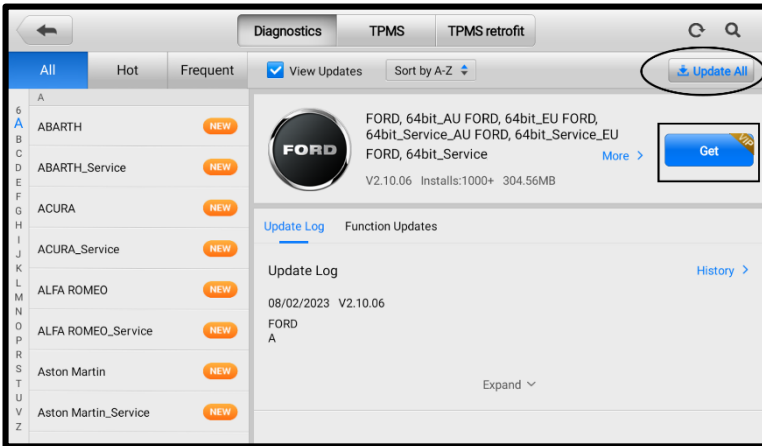 Diagnostics TPMS TPMS retrofit
All Hot Frequent
View Updates Sort by A-Z Update All
6
A
B
C
D
E
F
G
H
I
J
K
L
M
N
O
P
R
S
T
U
V
Z
A
ABARTH NEW
ABARTH_Service NEW
ACURA NEW
ACURA_Service NEW
ALFA ROMEO NEW
ALFA ROMEO_Service NEW
Aston Martin NEW
Aston Martin_Service NEW
FORD
FORD, 64bit_AU FORD, 64bit_EU FORD,
64bit_Service_AU FORD, 64bit_Service_EU
FORD, 64bit_Service More >
V2.10.06 Installs:1000+ 304.56MB
Get VIP
Update Log Function Updates
Update Log History >
08/02/2023 V2.10.06
FORD
A
Expand